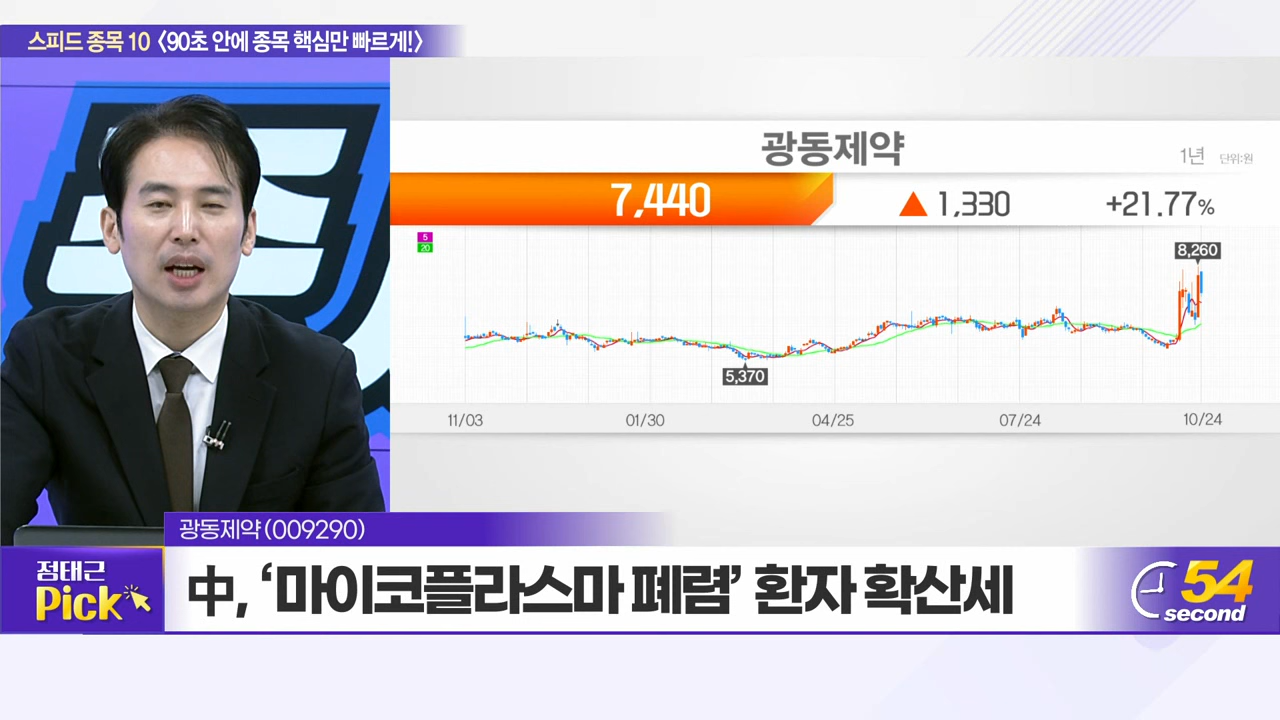 스피드 종목 10 〈90초 안에 종목 핵심만 빠르게!〉
광동제약
1년 단위:원
7,440 ▲ 1,330 +21.77%
5
20
8,260
5,370
11/03 01/30 04/25 07/24 10/24
광동제약(009290)
정태근
Pick
中, ‘마이코플라스마 폐렴’ 환자 확산세
54
second